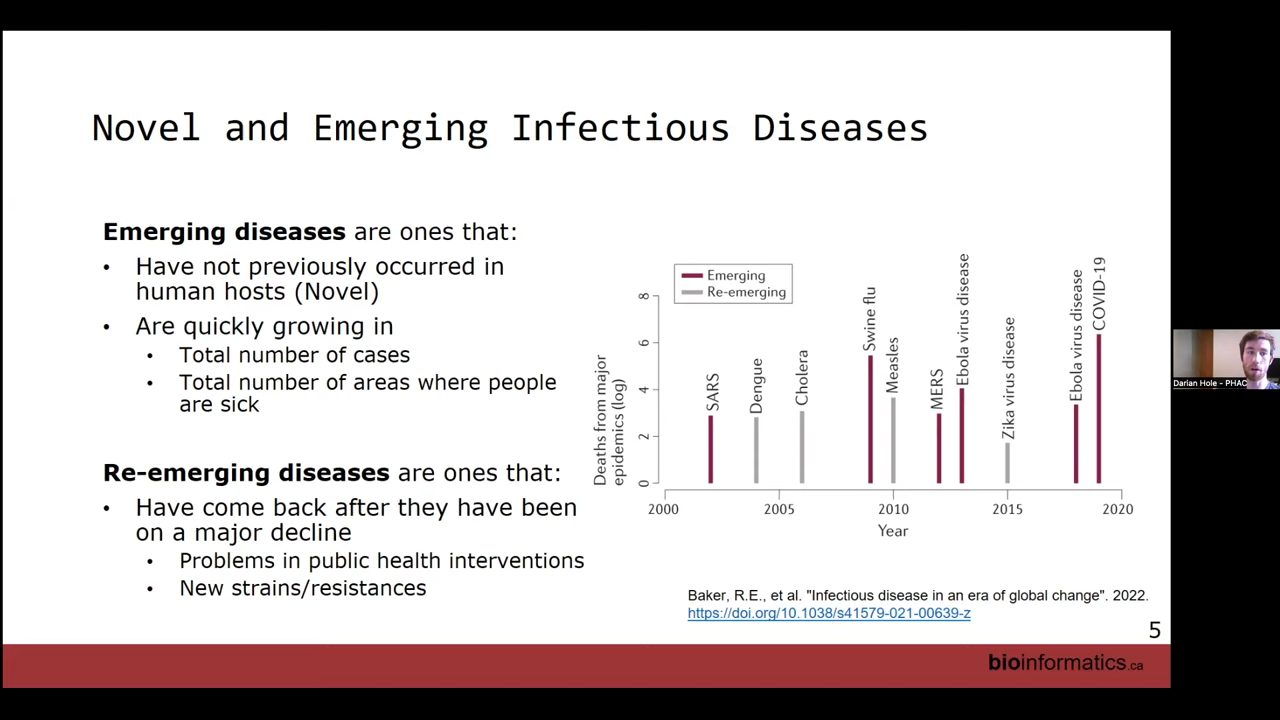 Novel and Emerging Infectious Diseases
Emerging diseases are ones that:
• Have not previously occurred in
human hosts (Novel)
• Are quickly growing in
• Total number of cases
• Total number of areas where people
are sick
Re-emerging diseases are ones that:
• Have come back after they have been
on a major decline
• Problems in public health interventions
• New strains/resistances
Emerging
Re-emerging
Deaths from major
epidemics (log)
8
6
4
2
0
SARS
Dengue
Cholera
Swine flu
Measles
MERS
Ebola virus disease
Zika virus disease
Ebola virus disease
COVID-19
2000 2005 2010 2015 2020
Year
Baker, R.E., et al. "Infectious disease in an era of global change". 2022.
https://doi.org/10.1038/s41579-021-00639-z
5
bioinformatics.ca
Darian Hole - PHAC